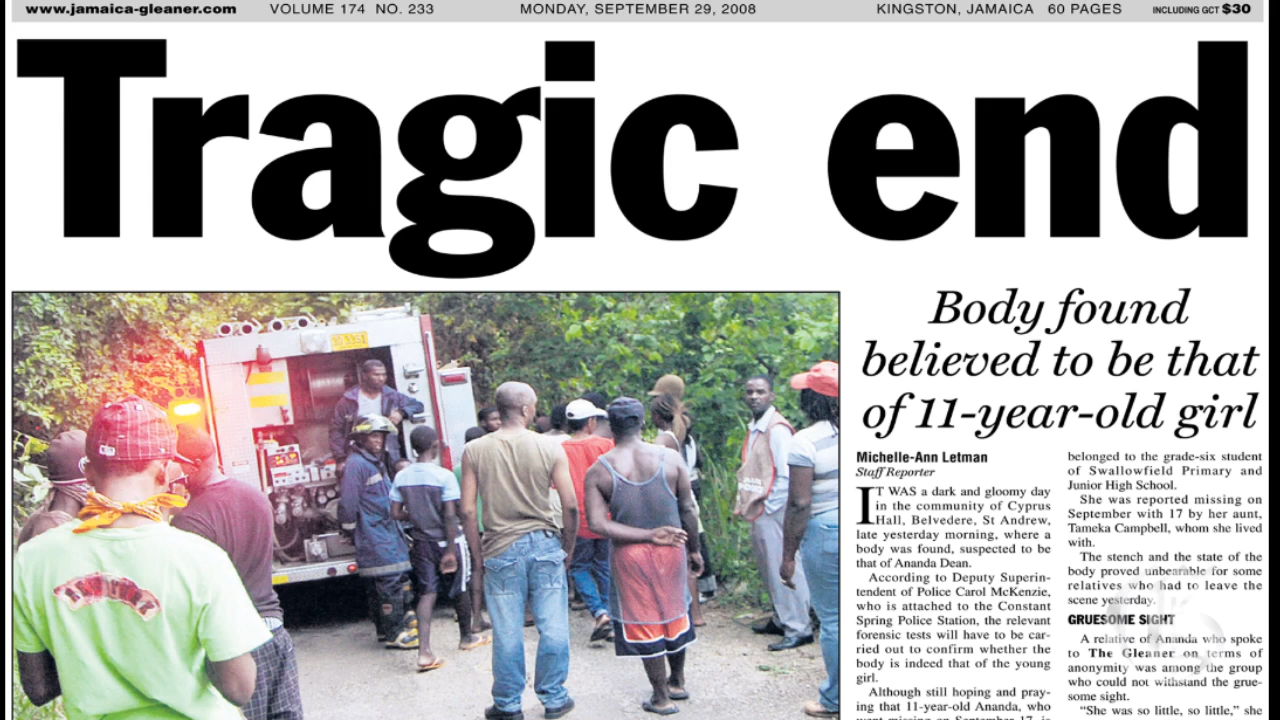 www.jamaica-gleaner.com VOLUME 174 NO. 233 MONDAY, SEPTEMBER 29, 2008 KINGSTON, JAMAICA 60 PAGES INCLUDING GCT $30
Tragic end
Body found
believed to be that
of 11-year-old girl
Michelle-Ann Letman
Staff Reporter
IT WAS a dark and gloomy day
in the community of Cyprus
Hall, Belvedere, St Andrew,
late yesterday morning, where a
body was found, suspected to be
that of Ananda Dean.
According to Deputy Superin-
tendent of Police Carol McKenzie,
who is attached to the Constant
Spring Police Station, the relevant
forensic tests will have to be car-
ried out to confirm whether the
body is indeed that of the young
girl.
Although still hoping and pray-
ing that 11-year-old Ananda, who
went missing on September 17, is
belonged to the grade-six student
of Swallowfield Primary and
Junior High School.
She was reported missing on
September with 17 by her aunt,
Tameka Campbell, whom she lived
with.
The stench and the state of the
body proved unbearable for some
relatives who had to leave the
scene yesterday.
GRUESOME SIGHT
A relative of Ananda who spoke
to The Gleaner on terms of
anonymity was among the group
who could not withstand the grue-
some sight.
"She was so little, so little," she